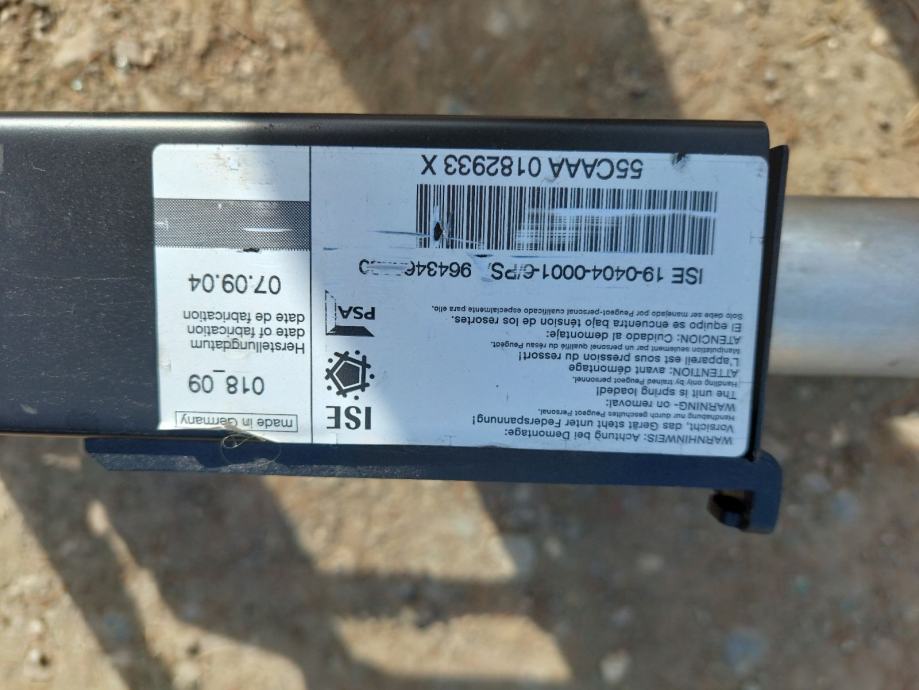 WARNHINWEIS: Achtung bei Demontage:
Vorsicht, das Gerät steht unter Federspannung!
Handhabung nur durch geschultes Peugeot Personal.
WARNING- on removal:
The unit is spring loaded!
Handling only by Peugeot trained personnel.
ATTENTION: avant démontage
L'appareil est sous pression du ressort!
Manipulation seulement par un personnel qualifié du réseau Peugeot.
ATENCION: Cuidado al demontaje:
El equipo se encuentra bajo ténsión de los resortes.
Solo debe ser manejado por Peugeot-personal cualificado especialmente para ello.
ISE
PSA
ISE 19-0404-0001-6/PS
55CAAA 0182933 X
made in Germany
018_09
Herstellungdatum
date of fabrication
date de fabrication
07.09.04